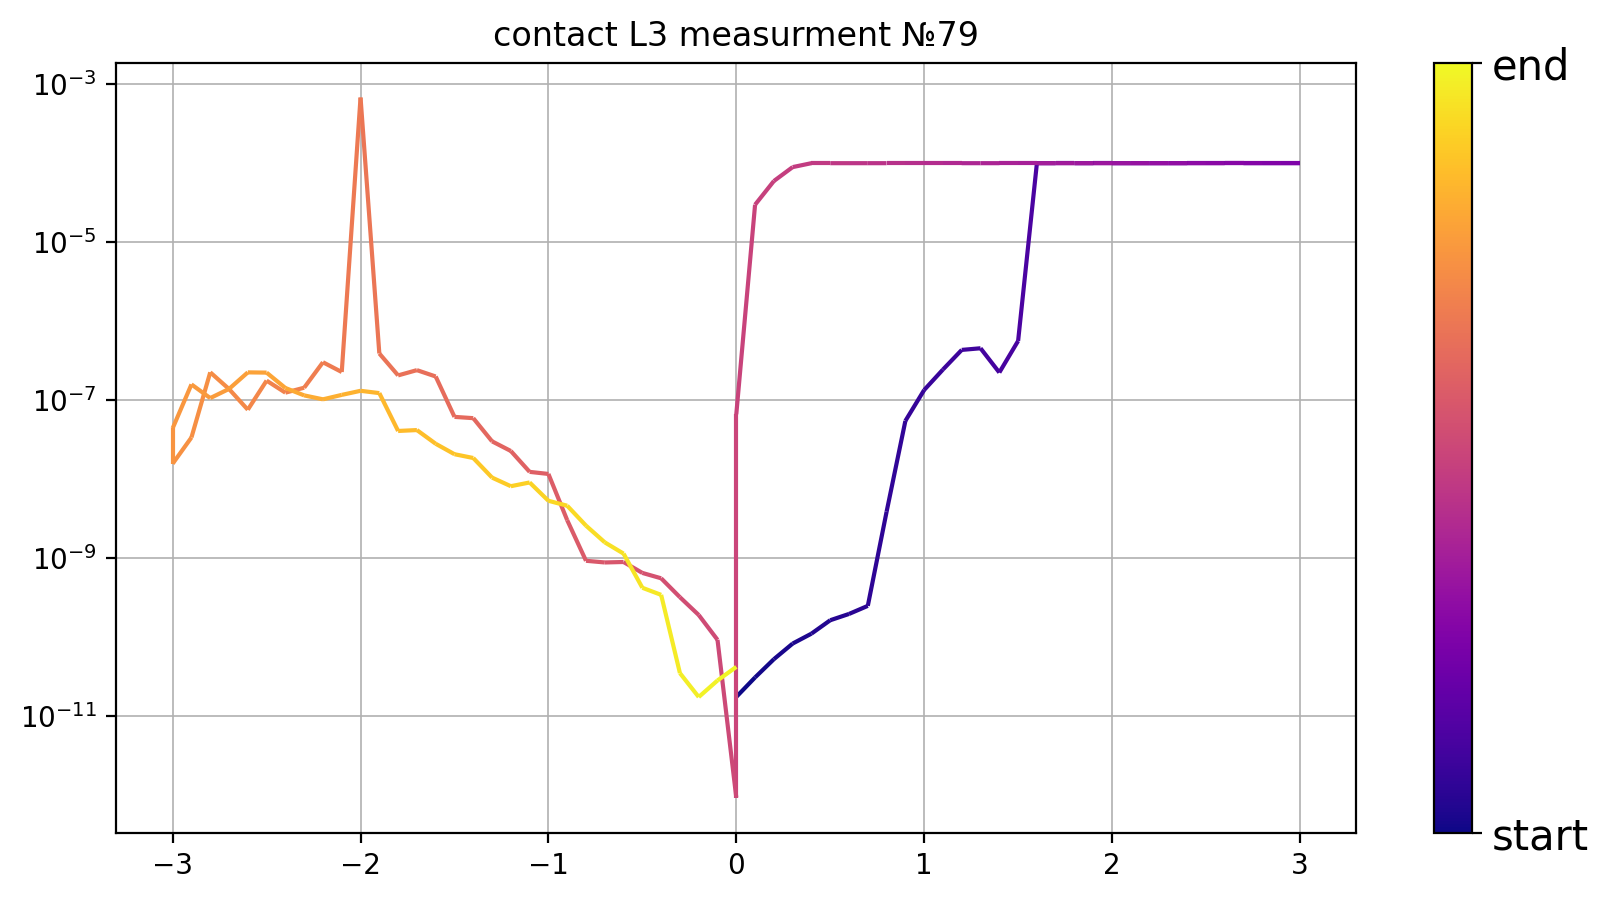 contact L3 measurment №79
10⁻³
10⁻⁵
10⁻⁷
10⁻⁹
10⁻¹¹
−3 −2 −1 0 1 2 3
end
start